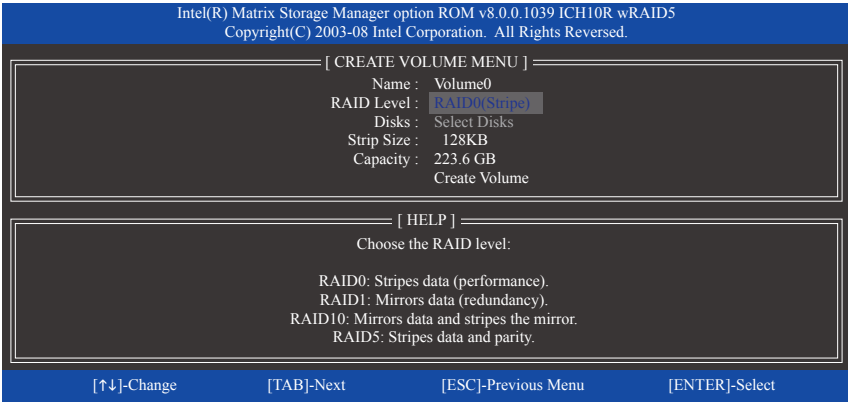 Intel(R) Matrix Storage Manager option ROM v8.0.0.1039 ICH10R wRAID5
Copyright(C) 2003-08 Intel Corporation. All Rights Reversed.
[ CREATE VOLUME MENU ]
Name : Volume0
RAID Level : RAID0(Stripe)
Disks : Select Disks
Strip Size : 128KB
Capacity : 223.6 GB
Create Volume
[ HELP ]
Choose the RAID level:
RAID0: Stripes data (performance).
RAID1: Mirrors data (redundancy).
RAID10: Mirrors data and stripes the mirror.
RAID5: Stripes data and parity.
[↑↓]-Change [TAB]-Next [ESC]-Previous Menu [ENTER]-Select